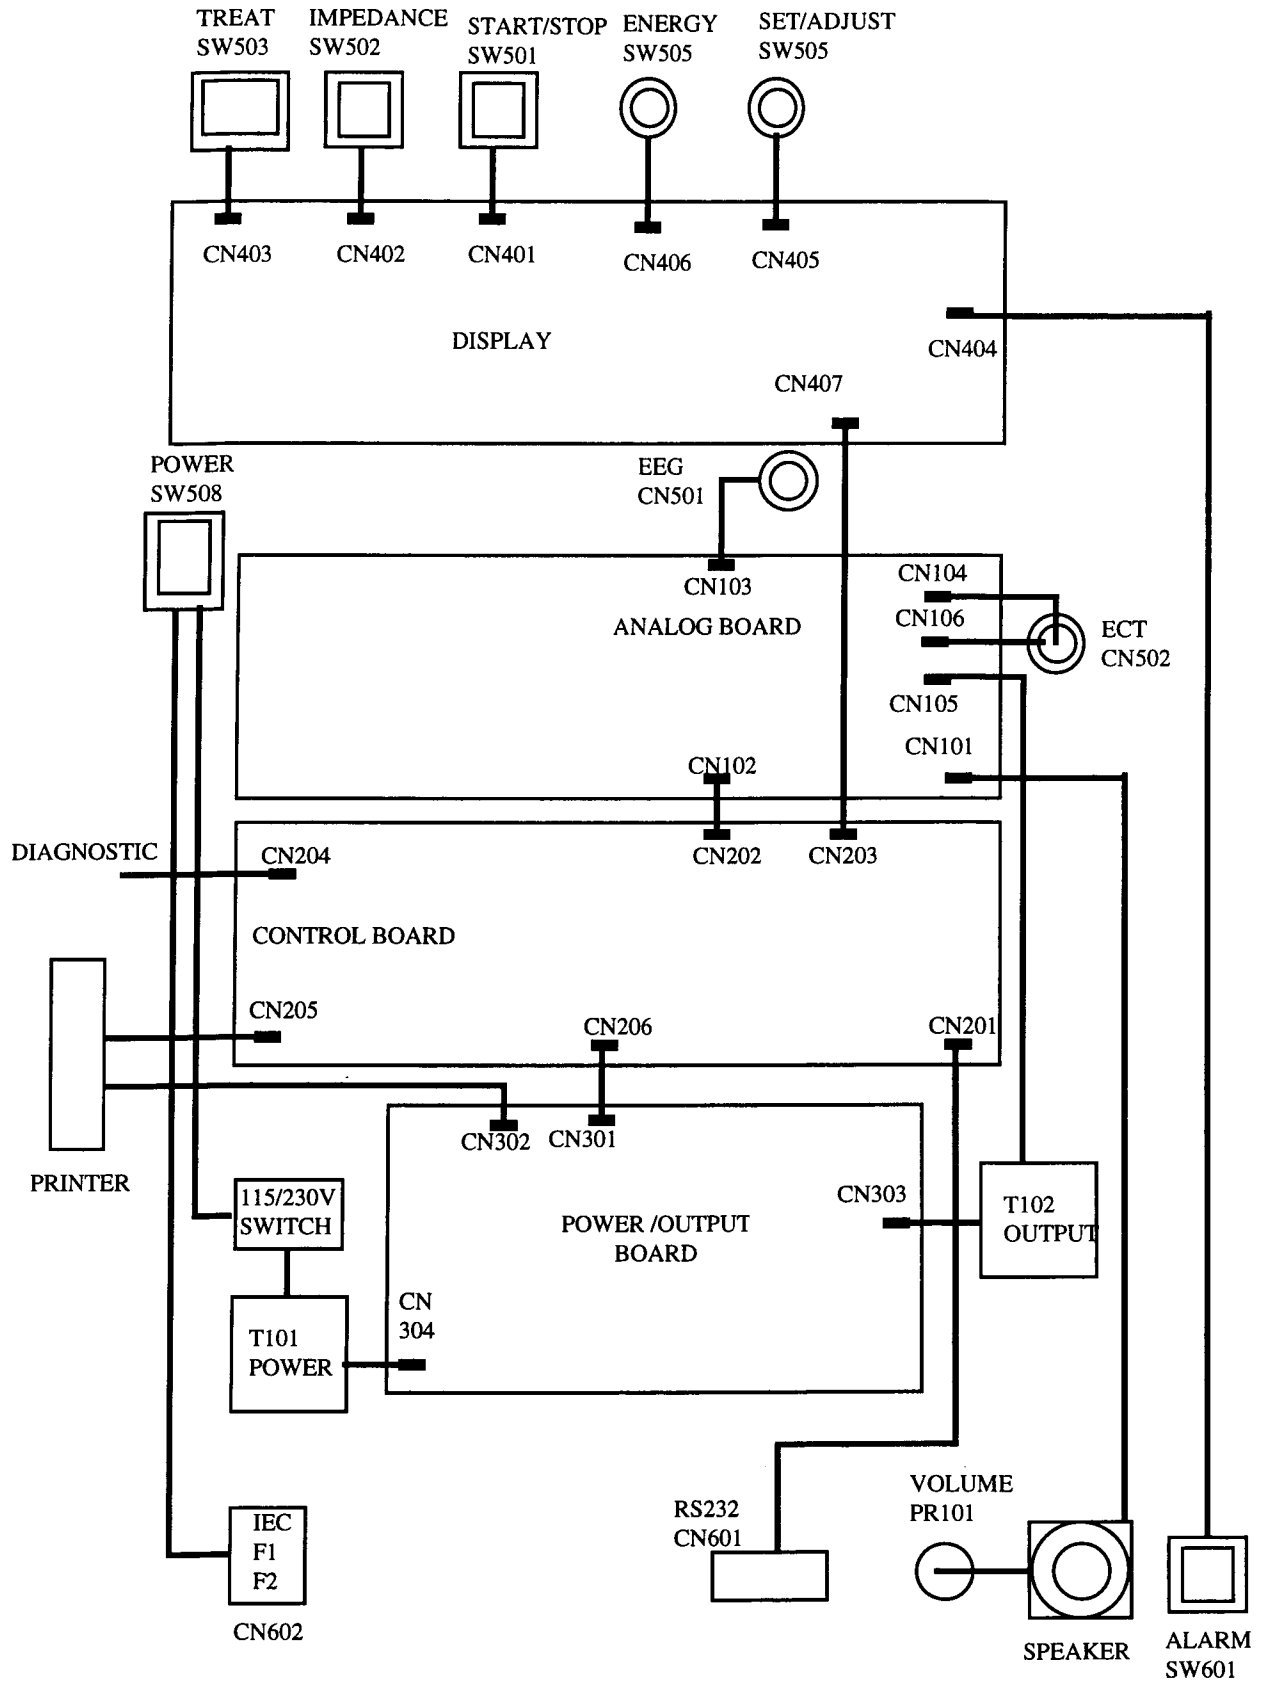 TREAT
SW503
IMPEDANCE
SW502
START/STOP
SW501
ENERGY
SW505
SET/ADJUST
SW505
CN403
CN402
CN401
CN406
CN405
DISPLAY
CN404
CN407
POWER
SW508
EEG
CN501
CN103
CN104
ANALOG BOARD
CN106
ECT
CN502
CN105
CN101
CN102
DIAGNOSTIC
CN204
CN202
CN203
CONTROL BOARD
CN205
CN206
CN201
CN302
CN301
PRINTER
115/230V
SWITCH
POWER /OUTPUT
BOARD
CN303
T102
OUTPUT
CN
304
T101
POWER
IEC
F1
F2
CN602
RS232
CN601
VOLUME
PR101
SPEAKER
ALARM
SW601